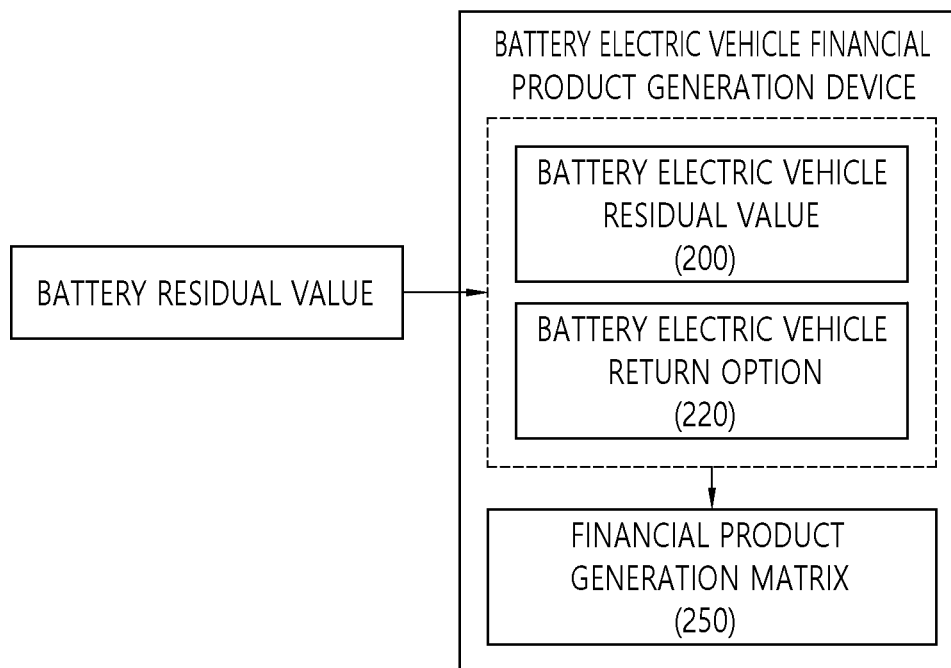 BATTERY ELECTRIC VEHICLE FINANCIAL
PRODUCT GENERATION DEVICE
BATTERY ELECTRIC VEHICLE
RESIDUAL VALUE
(200)
BATTERY RESIDUAL VALUE
BATTERY ELECTRIC VEHICLE
RETURN OPTION
(220)
FINANCIAL PRODUCT
GENERATION MATRIX
(250)